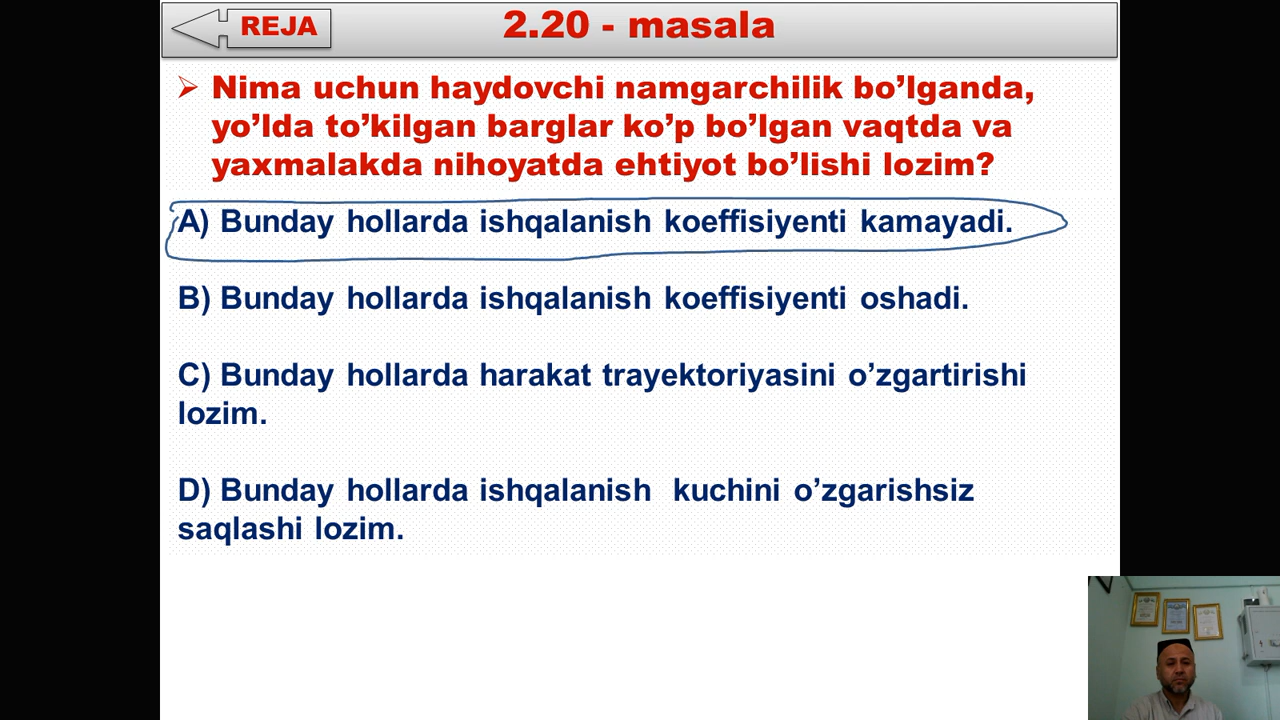 REJA
2.20 - masala
Nima uchun haydovchi namgarchilik bo’lganda,
yo’lda to’kilgan barglar ko’p bo’lgan vaqtda va
yaxmalakda nihoyatda ehtiyot bo’lishi lozim?
A) Bunday hollarda ishqalanish koeffisiyenti kamayadi.
B) Bunday hollarda ishqalanish koeffisiyenti oshadi.
C) Bunday hollarda harakat trayektoriyasini o’zgartirishi
lozim.
D) Bunday hollarda ishqalanish kuchini o’zgarishsiz
saqlashi lozim.